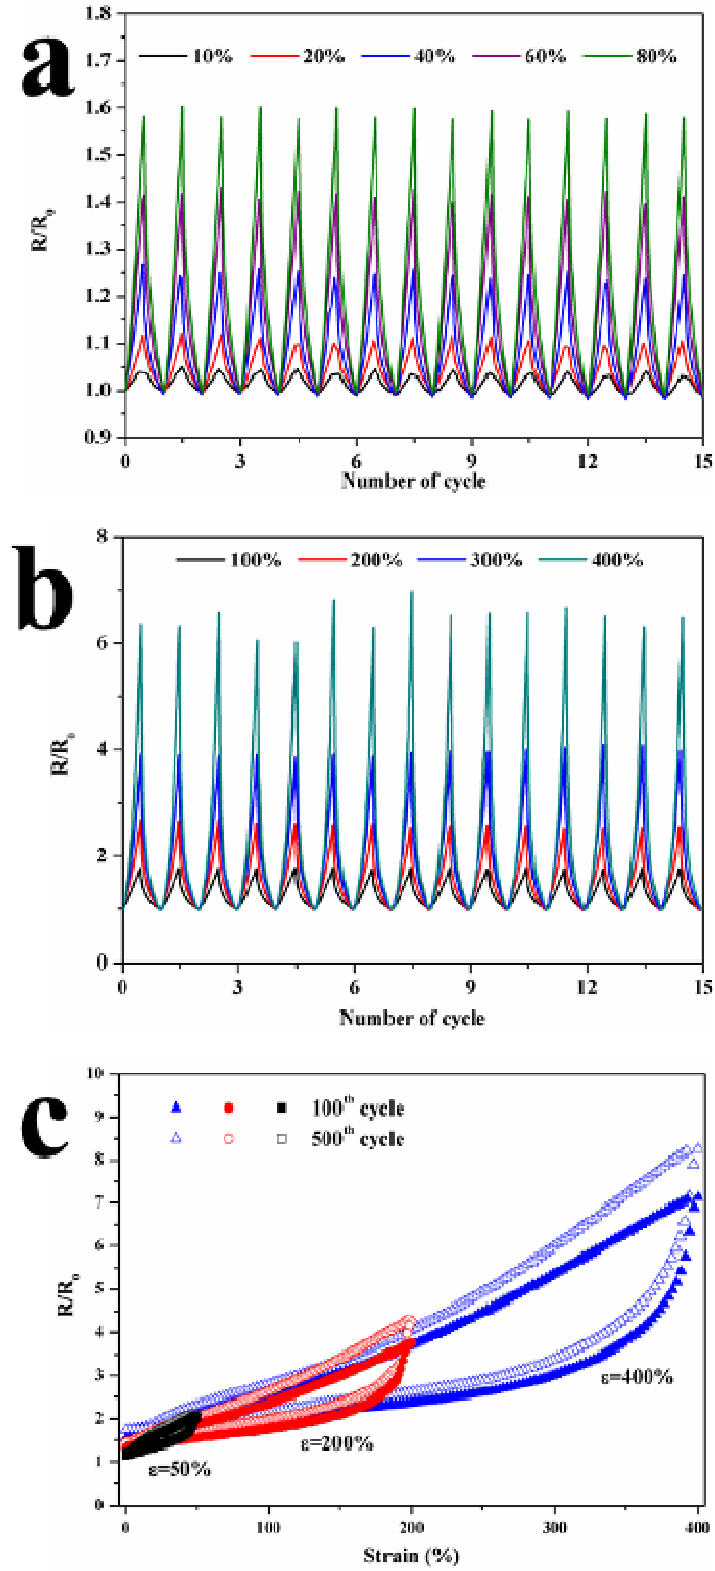 a
1.8
1.7
1.6
1.5
1.4
1.3
1.2
1.1
1.0
0.9
10% 20% 40% 60% 80%
R/R₀
0 3 6 9 12 15
Number of cycle
b
8
6
4
2
0
100% 200% 300% 400%
R/R₀
0 3 6 9 12 15
Number of cycle
c
10
9
8
7
6
5
4
3
2
1
0
100th cycle
500th cycle
R/R₀
ε=400%
ε=200%
ε=50%
0 100 200 300 400
Strain (%)